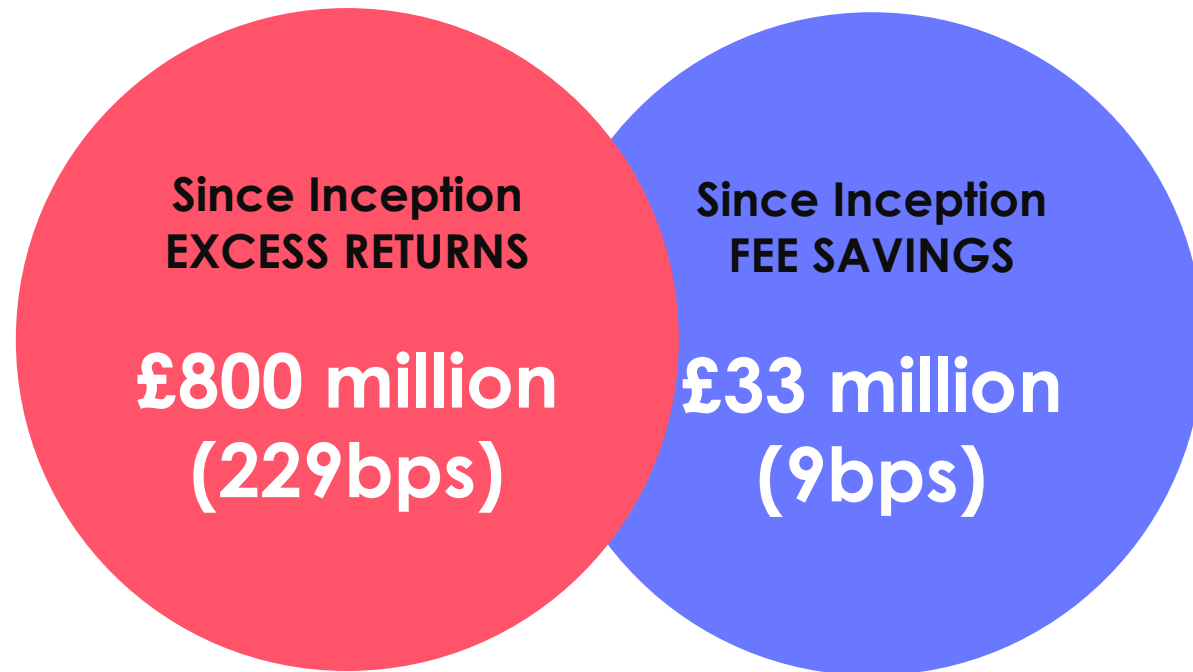 Since Inception
EXCESS RETURNS
£800 million
(229bps)
Since Inception
FEE SAVINGS
£33 million
(9bps)